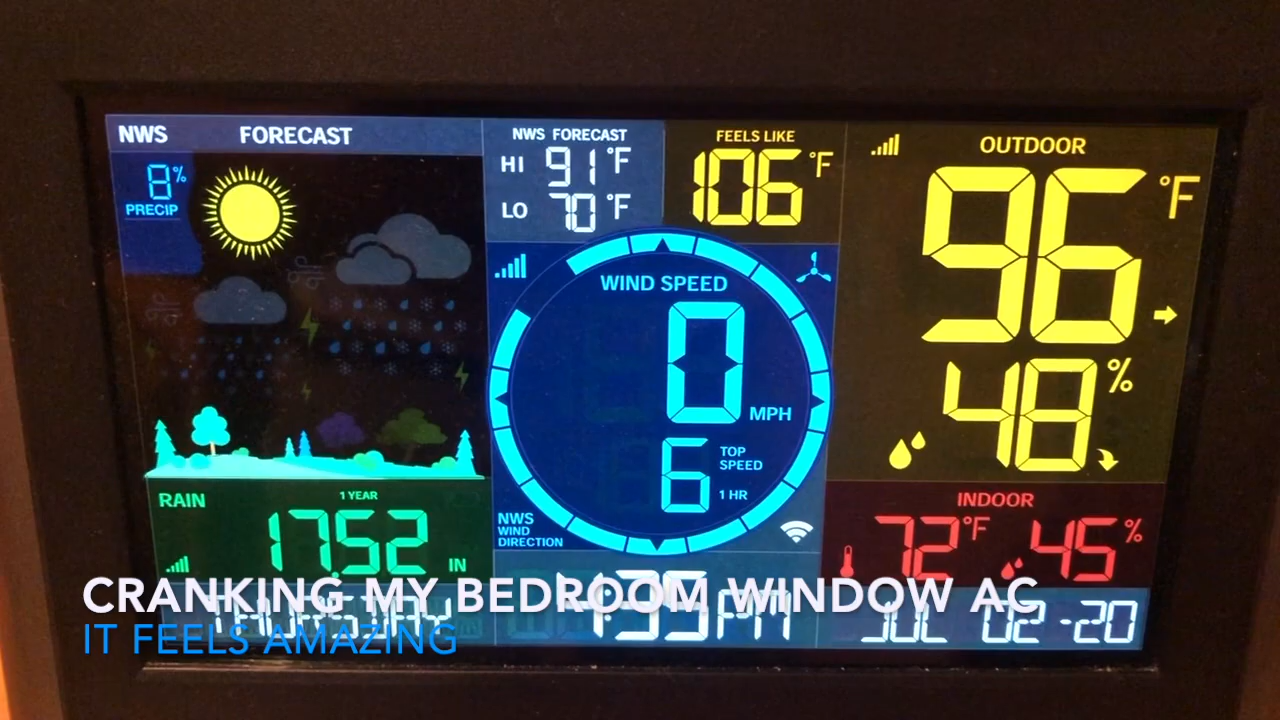 NWS FORECAST
8%
PRECIP
NWS FORECAST
HI 91°F
LO 70°F
FEELS LIKE
106°F
OUTDOOR
96°F
48%
WIND SPEED
0 MPH
6 TOP SPEED 1 HR
NWS
WIND
DIRECTION
RAIN 1 YEAR
17.52 IN
INDOOR
72°F 45%
THURSDAY PM JUL 02-20
CRANKING MY BEDROOM WINDOW AC
IT FEELS AMAZING